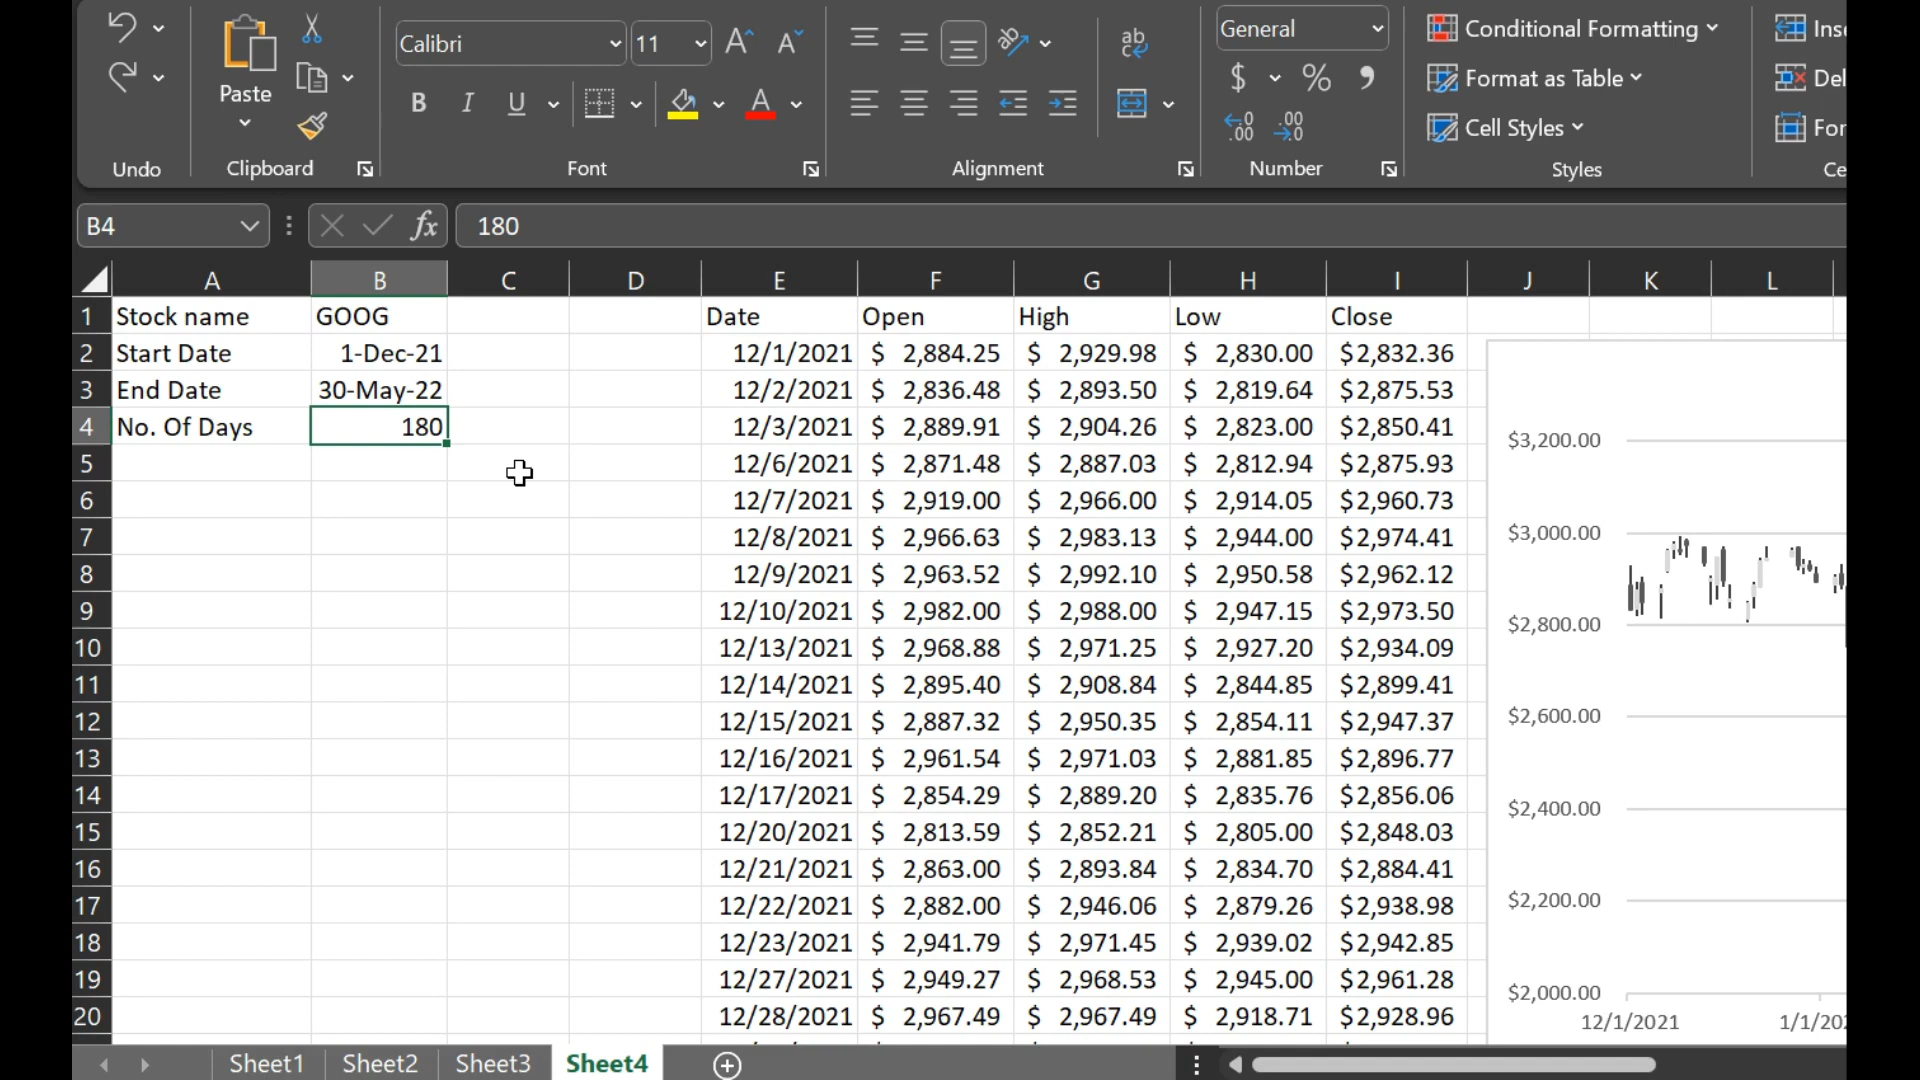 Calibri 11 ab General Conditional Formatting Ins
Paste B I U A $ % Format as Table Del
Cell Styles For
Undo Clipboard Font Alignment Number Styles Ce
B4 fx 180
A B C D E F G H I J K L
1 Stock name GOOG Date Open High Low Close
2 Start Date 1-Dec-21 12/1/2021 $ 2,884.25 $ 2,929.98 $ 2,830.00 $2,832.36
3 End Date 30-May-22 12/2/2021 $ 2,836.48 $ 2,893.50 $ 2,819.64 $2,875.53
4 No. Of Days 180 12/3/2021 $ 2,889.91 $ 2,904.26 $ 2,823.00 $2,850.41
5 12/6/2021 $ 2,871.48 $ 2,887.03 $ 2,812.94 $2,875.93
6 12/7/2021 $ 2,919.00 $ 2,966.00 $ 2,914.05 $2,960.73
7 12/8/2021 $ 2,966.63 $ 2,983.13 $ 2,944.00 $2,974.41
8 12/9/2021 $ 2,963.52 $ 2,992.10 $ 2,950.58 $2,962.12
9 12/10/2021 $ 2,982.00 $ 2,988.00 $ 2,947.15 $2,973.50
10 12/13/2021 $ 2,968.88 $ 2,971.25 $ 2,927.20 $2,934.09
11 12/14/2021 $ 2,895.40 $ 2,908.84 $ 2,844.85 $2,899.41
12 12/15/2021 $ 2,887.32 $ 2,950.35 $ 2,854.11 $2,947.37
13 12/16/2021 $ 2,961.54 $ 2,971.03 $ 2,881.85 $2,896.77
14 12/17/2021 $ 2,854.29 $ 2,889.20 $ 2,835.76 $2,856.06
15 12/20/2021 $ 2,813.59 $ 2,852.21 $ 2,805.00 $2,848.03
16 12/21/2021 $ 2,863.00 $ 2,893.84 $ 2,834.70 $2,884.41
17 12/22/2021 $ 2,882.00 $ 2,946.06 $ 2,879.26 $2,938.98
18 12/23/2021 $ 2,941.79 $ 2,971.45 $ 2,939.02 $2,942.85
19 12/27/2021 $ 2,949.27 $ 2,968.53 $ 2,945.00 $2,961.28
20 12/28/2021 $ 2,967.49 $ 2,967.49 $ 2,918.71 $2,928.96
$3,200.00
$3,000.00
$2,800.00
$2,600.00
$2,400.00
$2,200.00
$2,000.00
12/1/2021 1/1/202
Sheet1 Sheet2 Sheet3 Sheet4